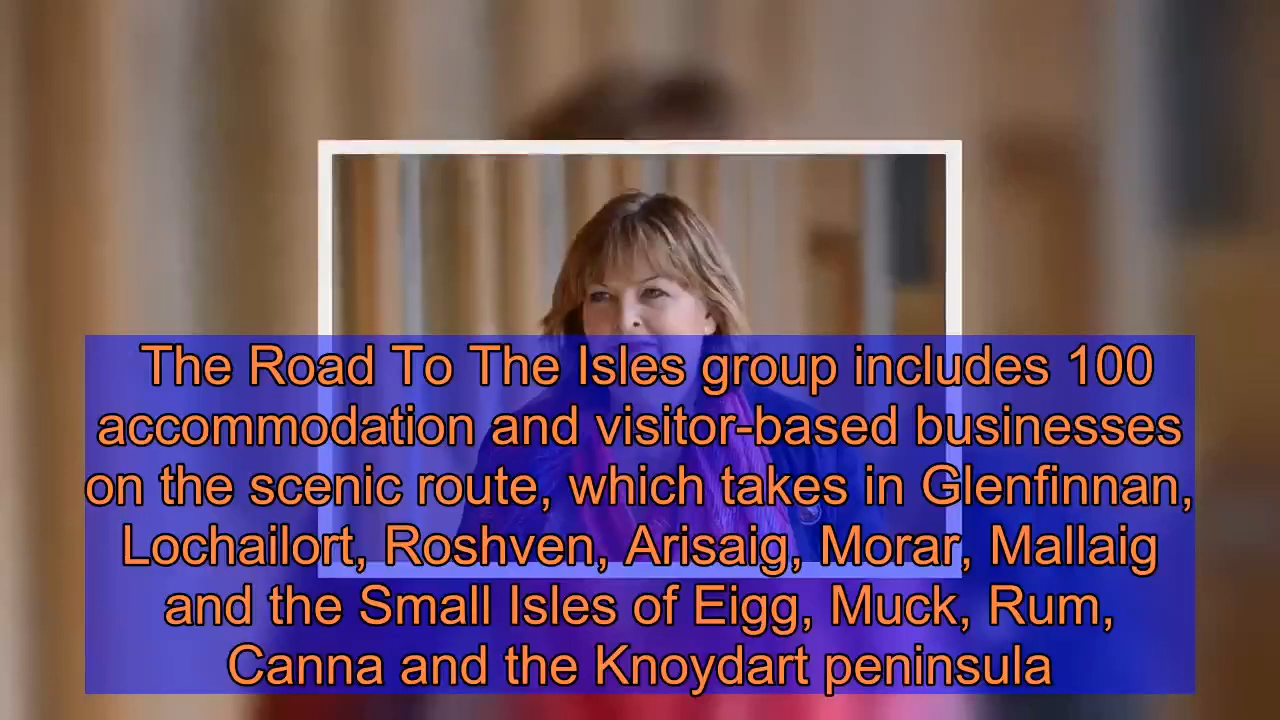 The Road To The Isles group includes 100
accommodation and visitor-based businesses
on the scenic route, which takes in Glenfinnan,
Lochailort, Roshven, Arisaig, Morar, Mallaig
and the Small Isles of Eigg, Muck, Rum,
Canna and the Knoydart peninsula